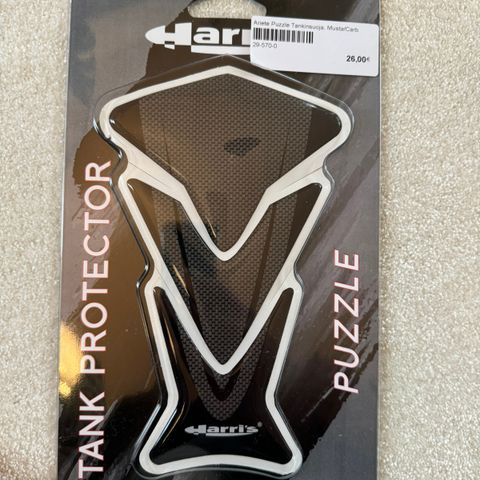 Harri's
Ariete Puzzle Tankinsuoja, Musta/Carb
29-570-0
26,00€
TANK PROTECTOR
PUZZLE
Harri's®